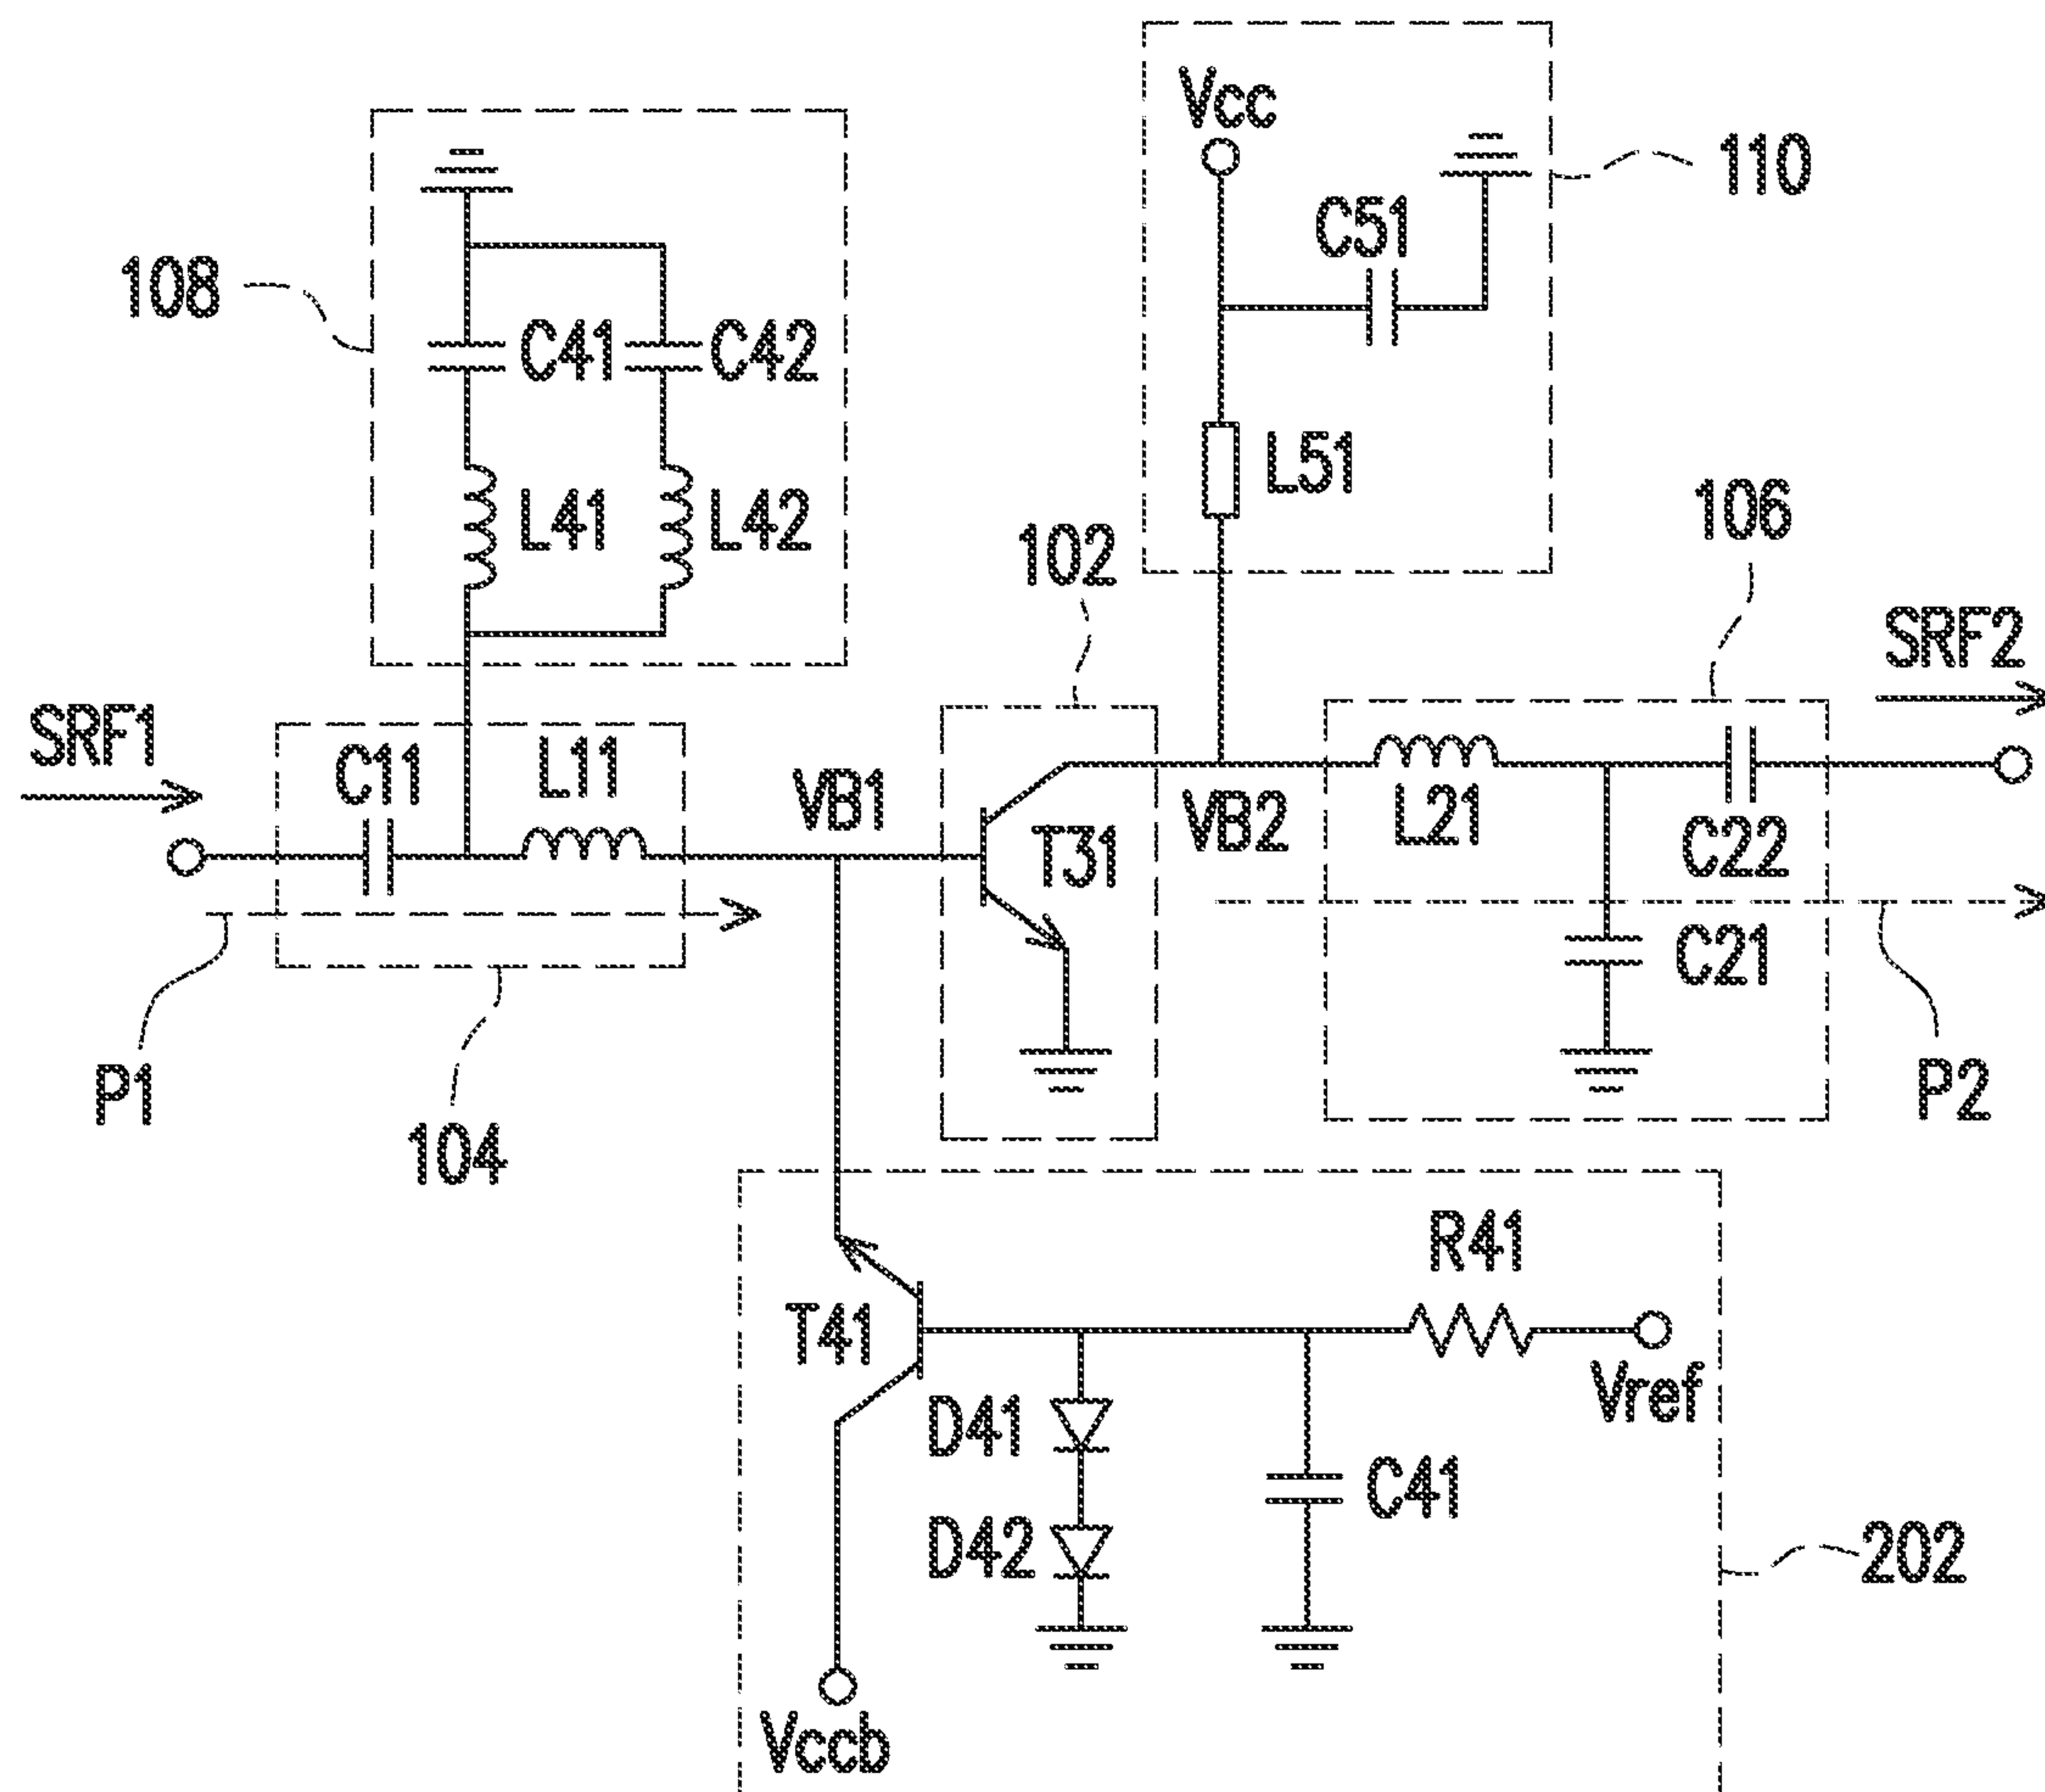 Vcc
110
C51
108
C41
C42
L51
L41
L42
106
102
SRF2
SRF1
C11
L11
VB1
T31
VB2
L21
C22
C21
P1
104
P2
R41
T41
Vref
D41
C41
D42
202
Vccb